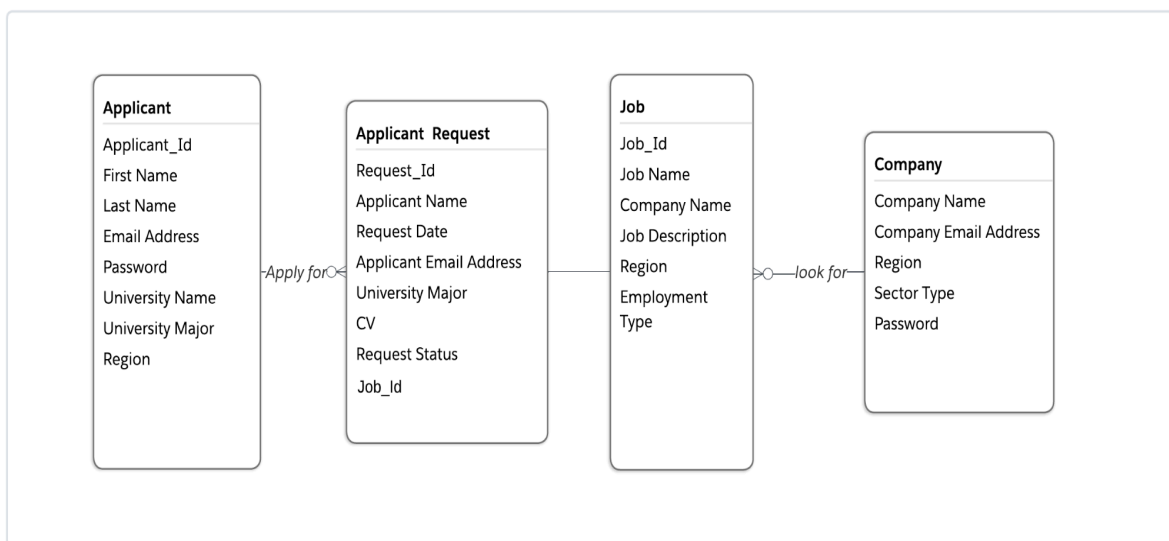 Applicant
Applicant_Id
First Name
Last Name
Email Address
Password
University Name
University Major
Region
Apply for
Applicant Request
Request_Id
Applicant Name
Request Date
Applicant Email Address
University Major
CV
Request Status
Job_Id
Job
Job_Id
Job Name
Company Name
Job Description
Region
Employment
Type
look for
Company
Company Name
Company Email Address
Region
Sector Type
Password